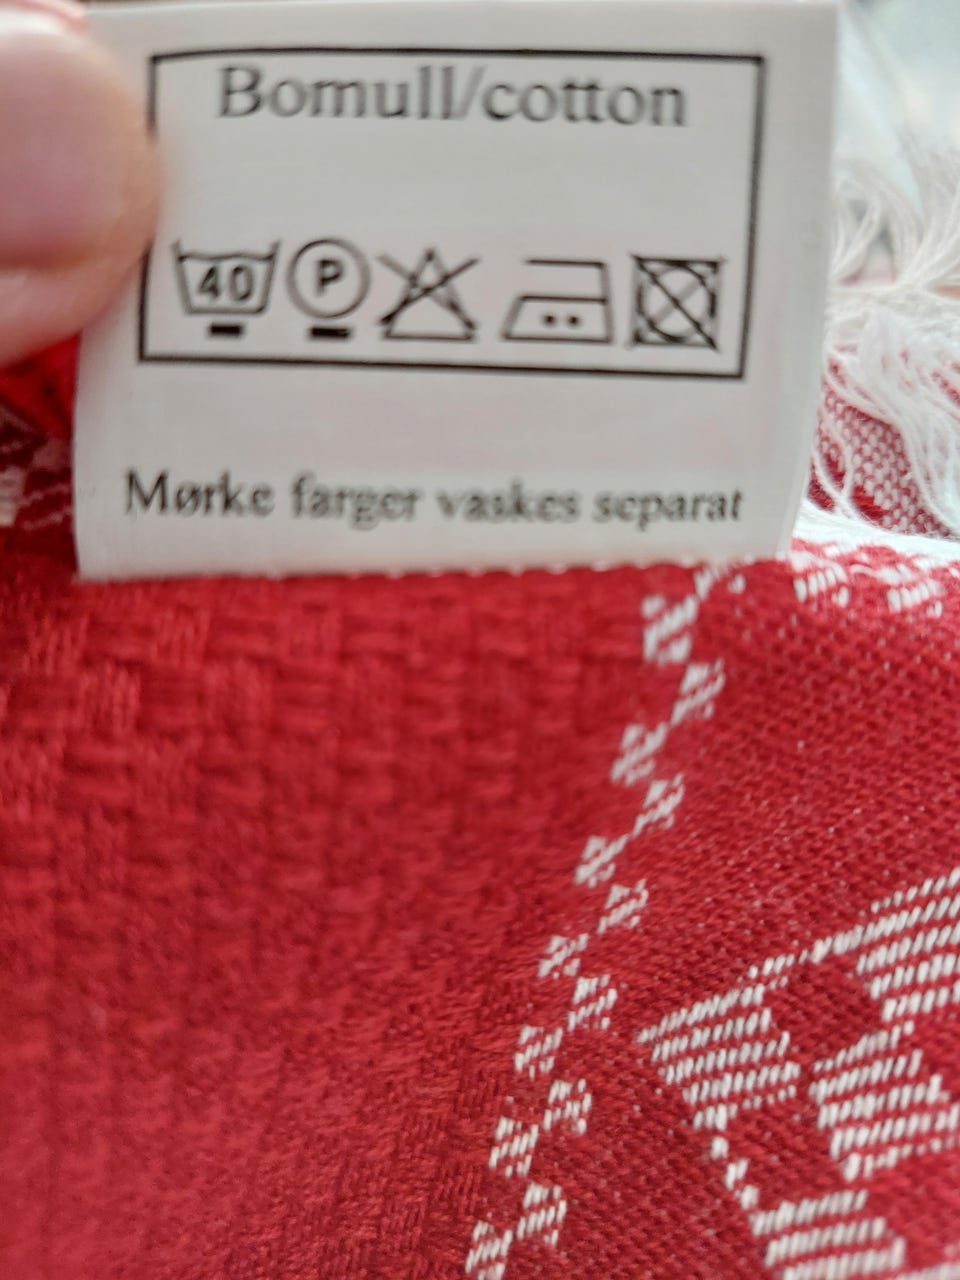 Bomull/cotton
40 P
Mørke farger vaskes separat